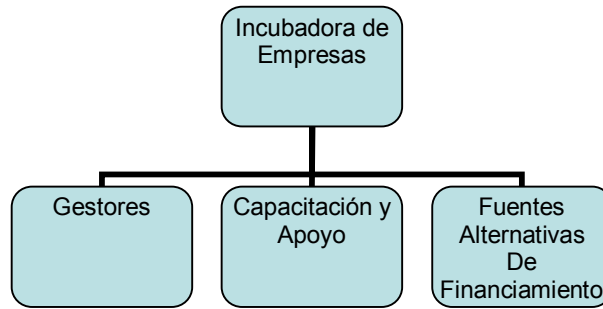 Incubadora de
Empresas
Gestores
Capacitación y
Apoyo
Fuentes
Alternativas
De
Financiamiento